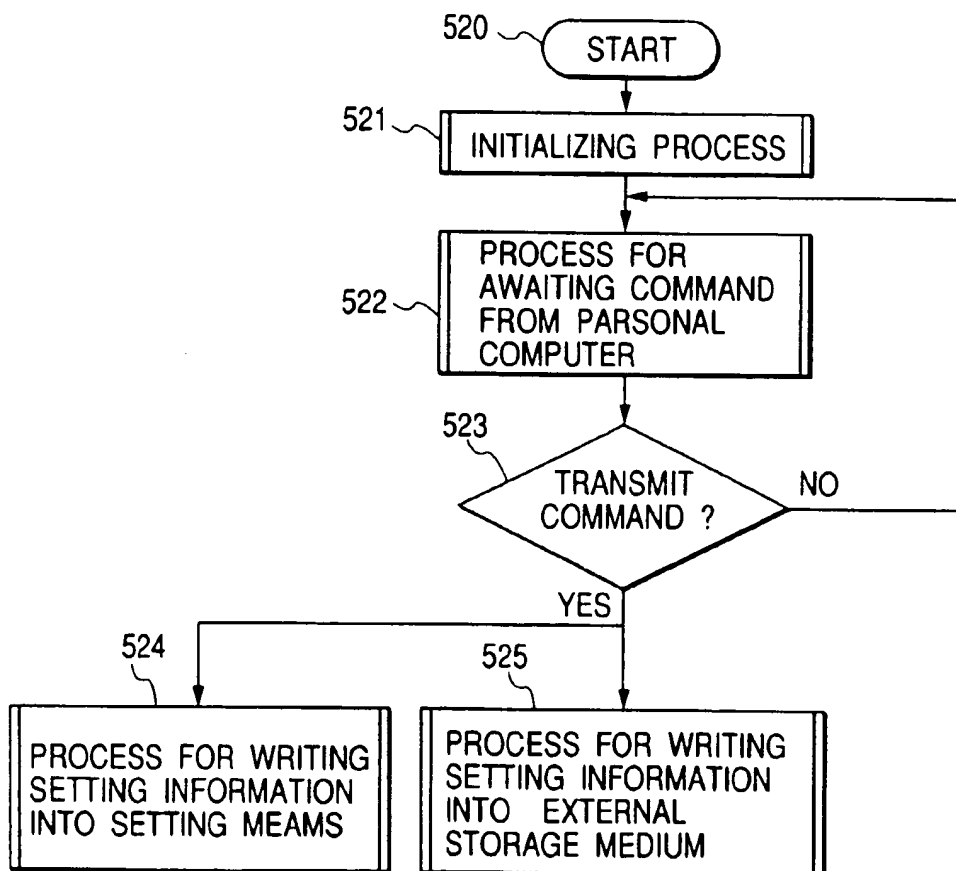 520
START
521
INITIALIZING PROCESS
522
PROCESS FOR
AWAITING COMMAND
FROM PARSONAL
COMPUTER
523
TRANSMIT
COMMAND ?
NO
YES
524
PROCESS FOR WRITING
SETTING INFORMATION
INTO SETTING MEAMS
525
PROCESS FOR WRITING
SETTING INFORMATION
INTO EXTERNAL
STORAGE MEDIUM